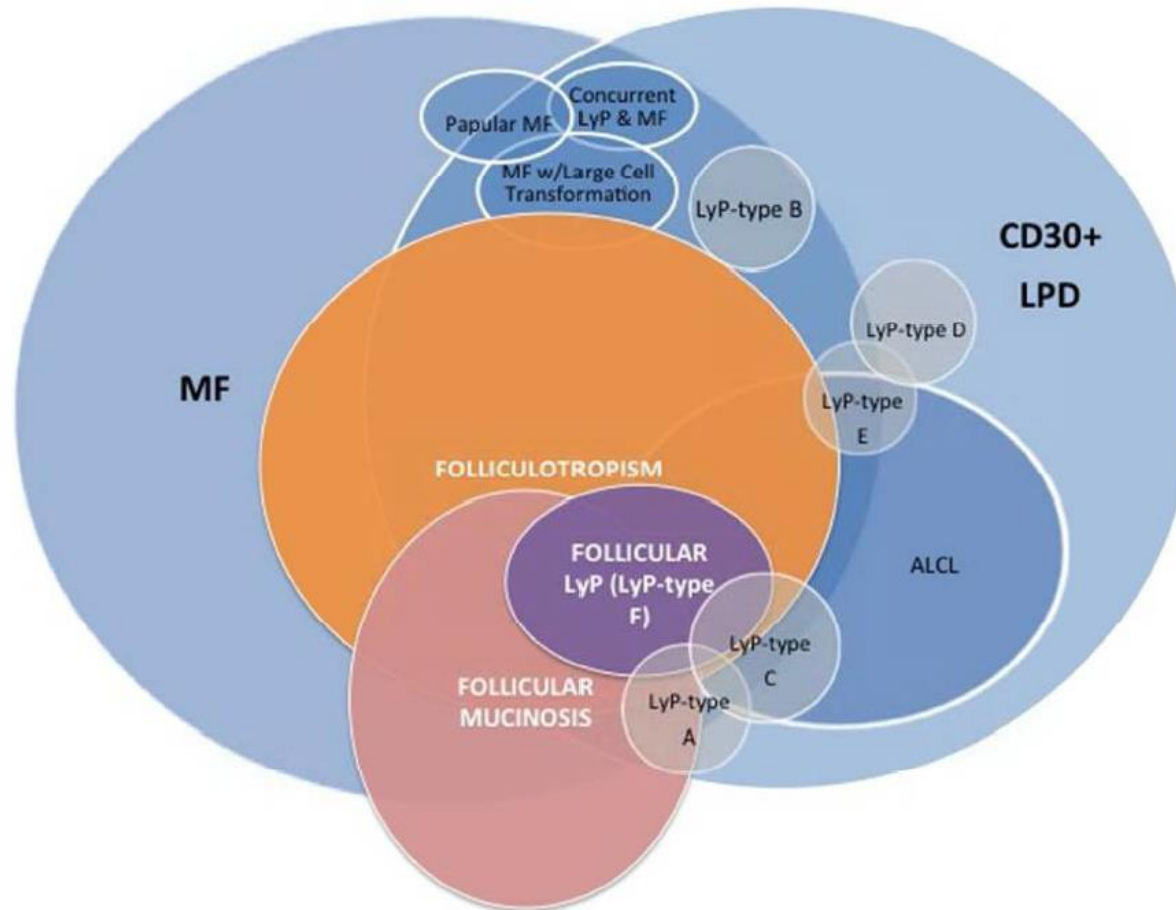 Concurrent
LyP & MF
Papular MF
MF w/Large Cell
Transformation
LyP-type B
CD30+
LPD
LyP-type D
MF
LyP-type
E
FOLLICULOTROPISM
FOLLICULAR
LyP (LyP-type
F)
ALCL
LyP-type
C
FOLLICULAR
MUCINOSIS
LyP-type
A